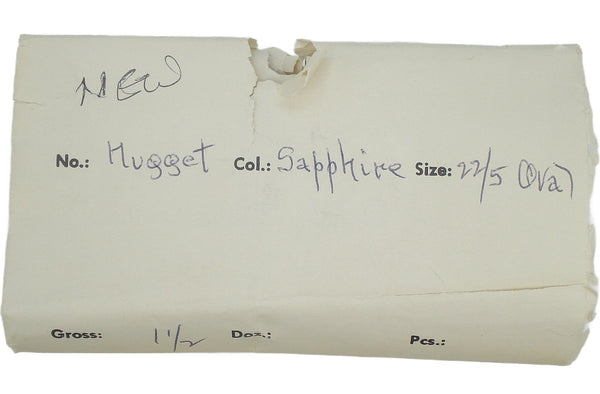 NEW
No.: Nugget Col.: Sapphire Size: 22/5 Oval
Gross: 1 1/2 Doz.: Pcs.: